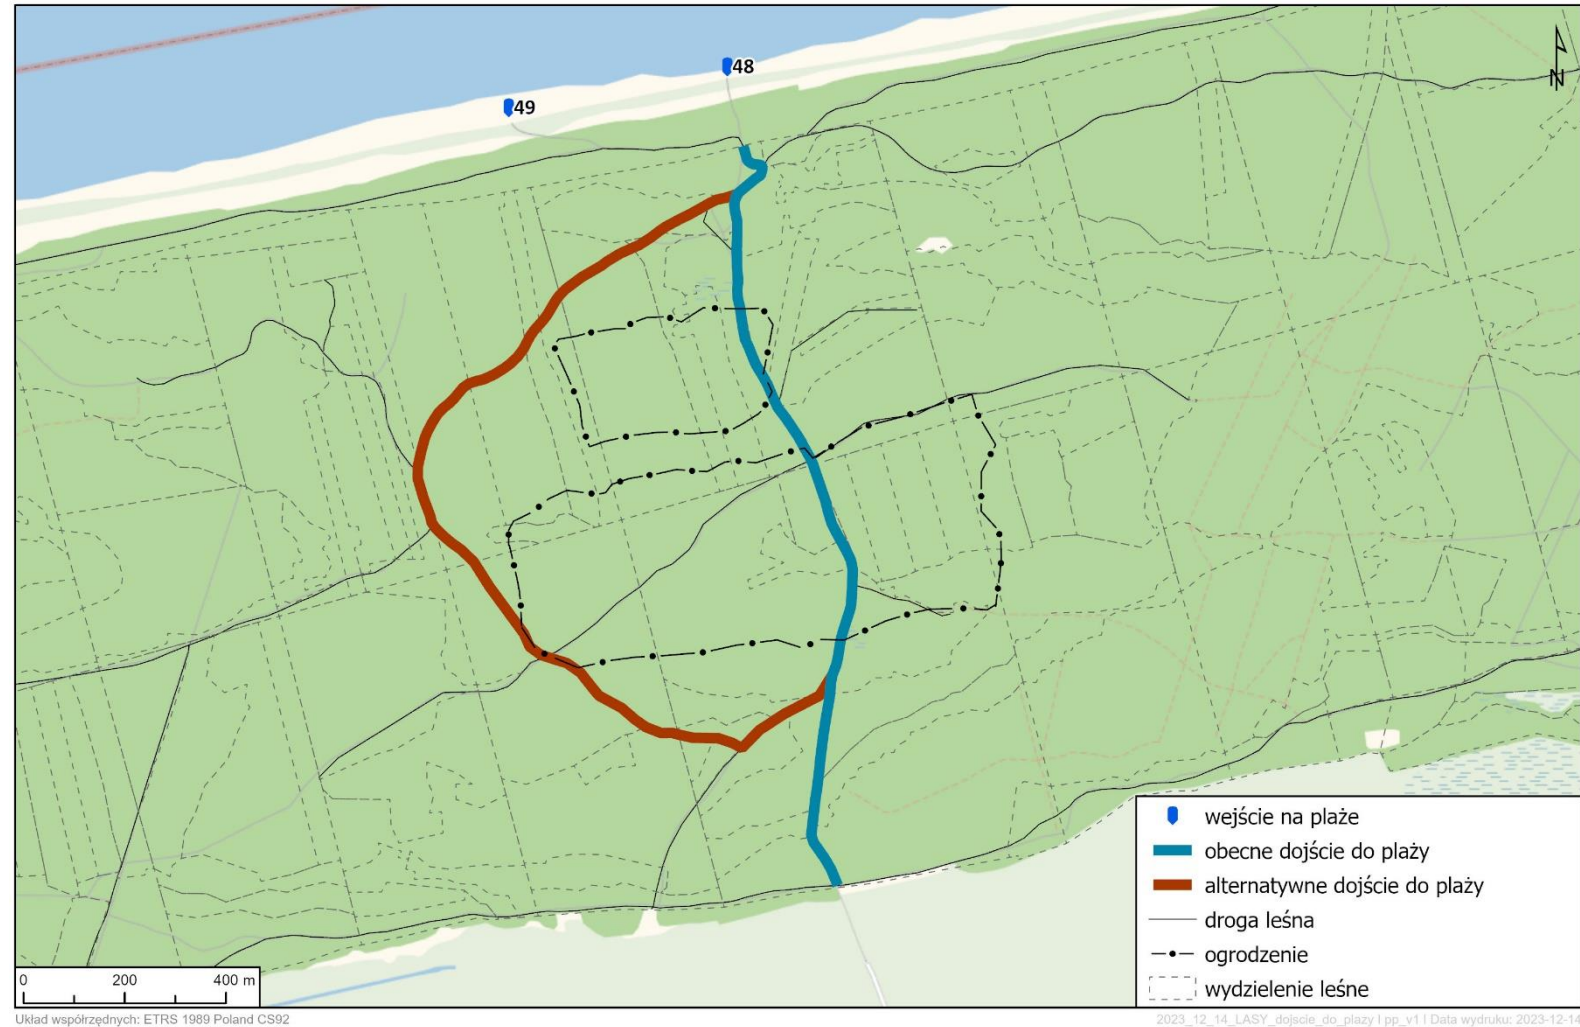 48
49
N
wejście na plaże
obecne dojście do plaży
alternatywne dojście do plaży
droga leśna
ogrodzenie
wydzielenie leśne
0 200 400 m
Układ współrzędnych: ETRS 1989 Poland CS92
2023_12_14_LASY_dojscie_do_plazy | pp_v1 | Data wydruku: 2023-12-14